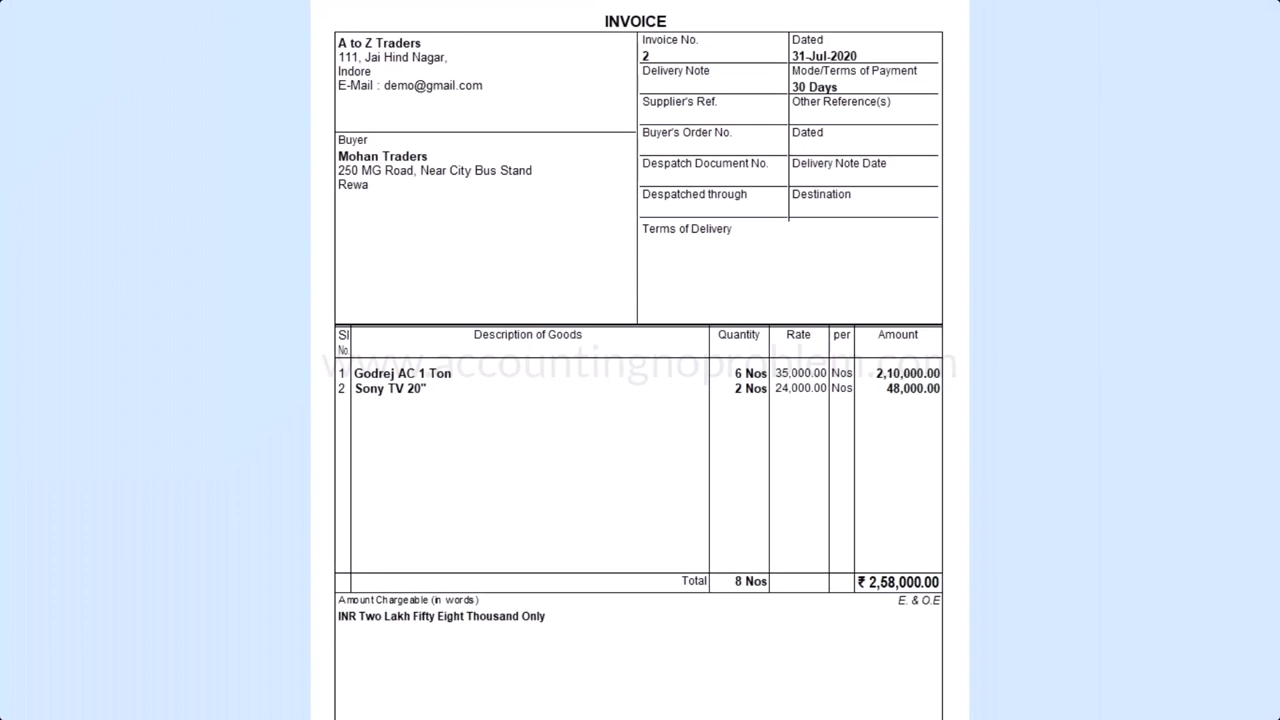 INVOICE
A to Z Traders
111, Jai Hind Nagar,
Indore
E-Mail : demo@gmail.com
Invoice No.
2
Dated
31-Jul-2020
Delivery Note
Mode/Terms of Payment
30 Days
Supplier's Ref.
Other Reference(s)
Buyer
Mohan Traders
250 MG Road, Near City Bus Stand
Rewa
Buyer's Order No.
Dated
Despatch Document No.
Delivery Note Date
Despatched through
Destination
Terms of Delivery
Sl No. Description of Goods Quantity Rate per Amount
www.accountingnoproblem.com
1 Godrej AC 1 Ton 6 Nos 35,000.00 Nos 2,10,000.00
2 Sony TV 20" 2 Nos 24,000.00 Nos 48,000.00
Total 8 Nos ₹ 2,58,000.00
Amount Chargeable (in words) E. & O.E
INR Two Lakh Fifty Eight Thousand Only